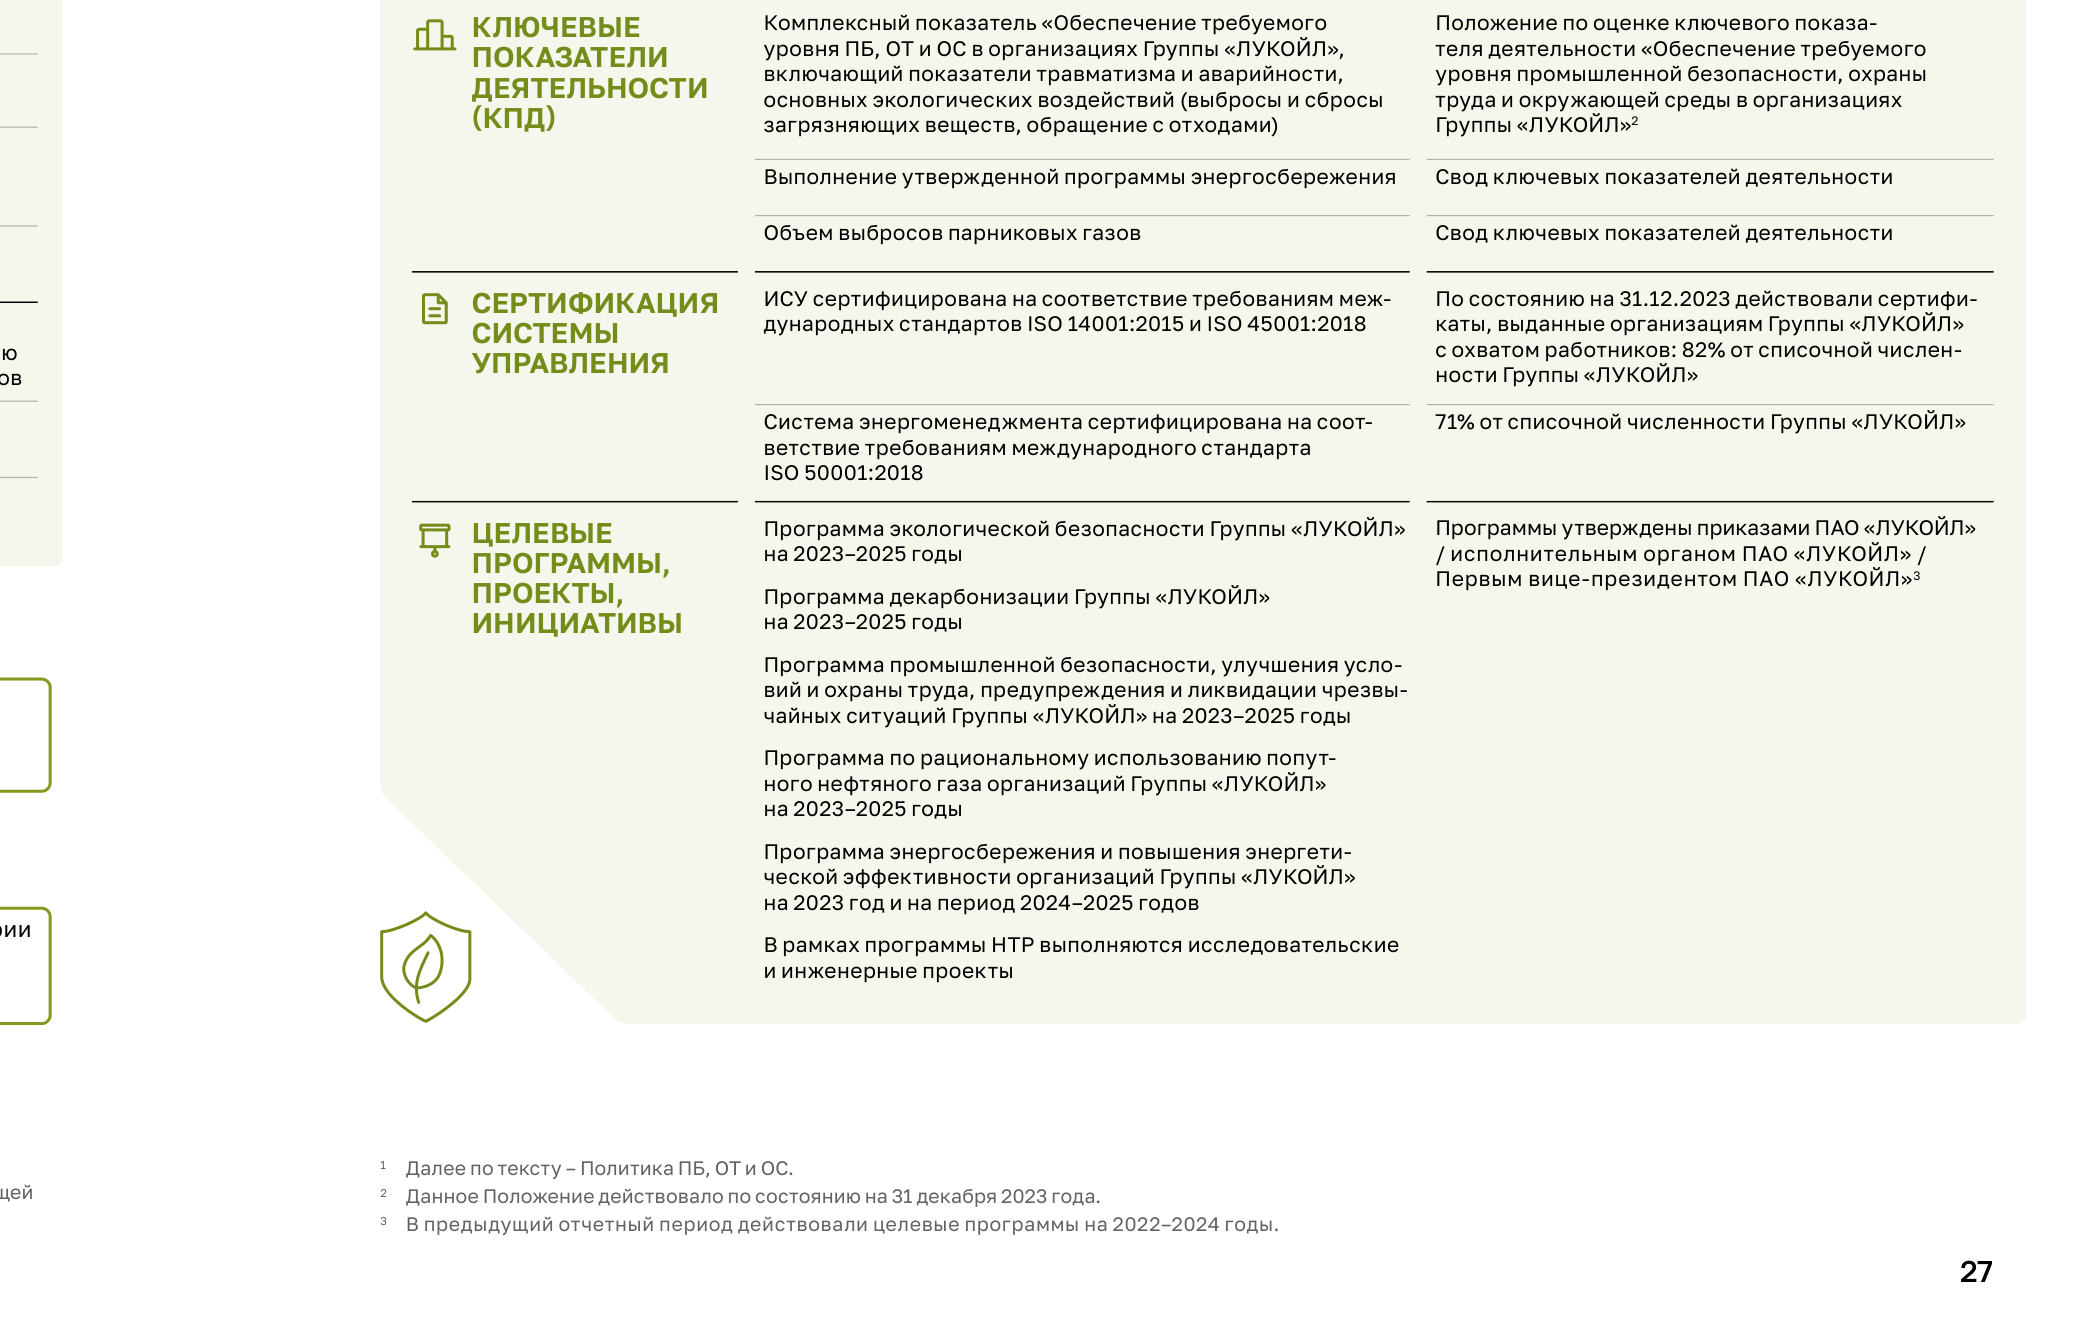 КЛЮЧЕВЫЕ
ПОКАЗАТЕЛИ
ДЕЯТЕЛЬНОСТИ
(КПД)
Комплексный показатель «Обеспечение требуемого
уровня ПБ, ОТ и ОС в организациях Группы «ЛУКОЙЛ»,
включающий показатели травматизма и аварийности,
основных экологических воздействий (выбросы и сбросы
загрязняющих веществ, обращение с отходами)
Положение по оценке ключевого показа-
теля деятельности «Обеспечение требуемого
уровня промышленной безопасности, охраны
труда и окружающей среды в организациях
Группы «ЛУКОЙЛ»²
Выполнение утвержденной программы энергосбережения
Свод ключевых показателей деятельности
Объем выбросов парниковых газов
Свод ключевых показателей деятельности
СЕРТИФИКАЦИЯ
СИСТЕМЫ
УПРАВЛЕНИЯ
ИСУ сертифицирована на соответствие требованиям меж-
дународных стандартов ISO 14001:2015 и ISO 45001:2018
По состоянию на 31.12.2023 действовали сертифи-
каты, выданные организациям Группы «ЛУКОЙЛ»
с охватом работников: 82% от списочной числен-
ности Группы «ЛУКОЙЛ»
Система энергоменеджмента сертифицирована на соот-
ветствие требованиям международного стандарта
ISO 50001:2018
71% от списочной численности Группы «ЛУКОЙЛ»
ЦЕЛЕВЫЕ
ПРОГРАММЫ,
ПРОЕКТЫ,
ИНИЦИАТИВЫ
Программа экологической безопасности Группы «ЛУКОЙЛ»
на 2023–2025 годы
Программа декарбонизации Группы «ЛУКОЙЛ»
на 2023–2025 годы
Программа промышленной безопасности, улучшения усло-
вий и охраны труда, предупреждения и ликвидации чрезвы-
чайных ситуаций Группы «ЛУКОЙЛ» на 2023–2025 годы
Программа по рациональному использованию попут-
ного нефтяного газа организаций Группы «ЛУКОЙЛ»
на 2023–2025 годы
Программа энергосбережения и повышения энергети-
ческой эффективности организаций Группы «ЛУКОЙЛ»
на 2023 год и на период 2024–2025 годов
В рамках программы НТР выполняются исследовательские
и инженерные проекты
Программы утверждены приказами ПАО «ЛУКОЙЛ»
/ исполнительным органом ПАО «ЛУКОЙЛ» /
Первым вице-президентом ПАО «ЛУКОЙЛ»³
¹ Далее по тексту – Политика ПБ, ОТ и ОС.
² Данное Положение действовало по состоянию на 31 декабря 2023 года.
³ В предыдущий отчетный период действовали целевые программы на 2022–2024 годы.
27